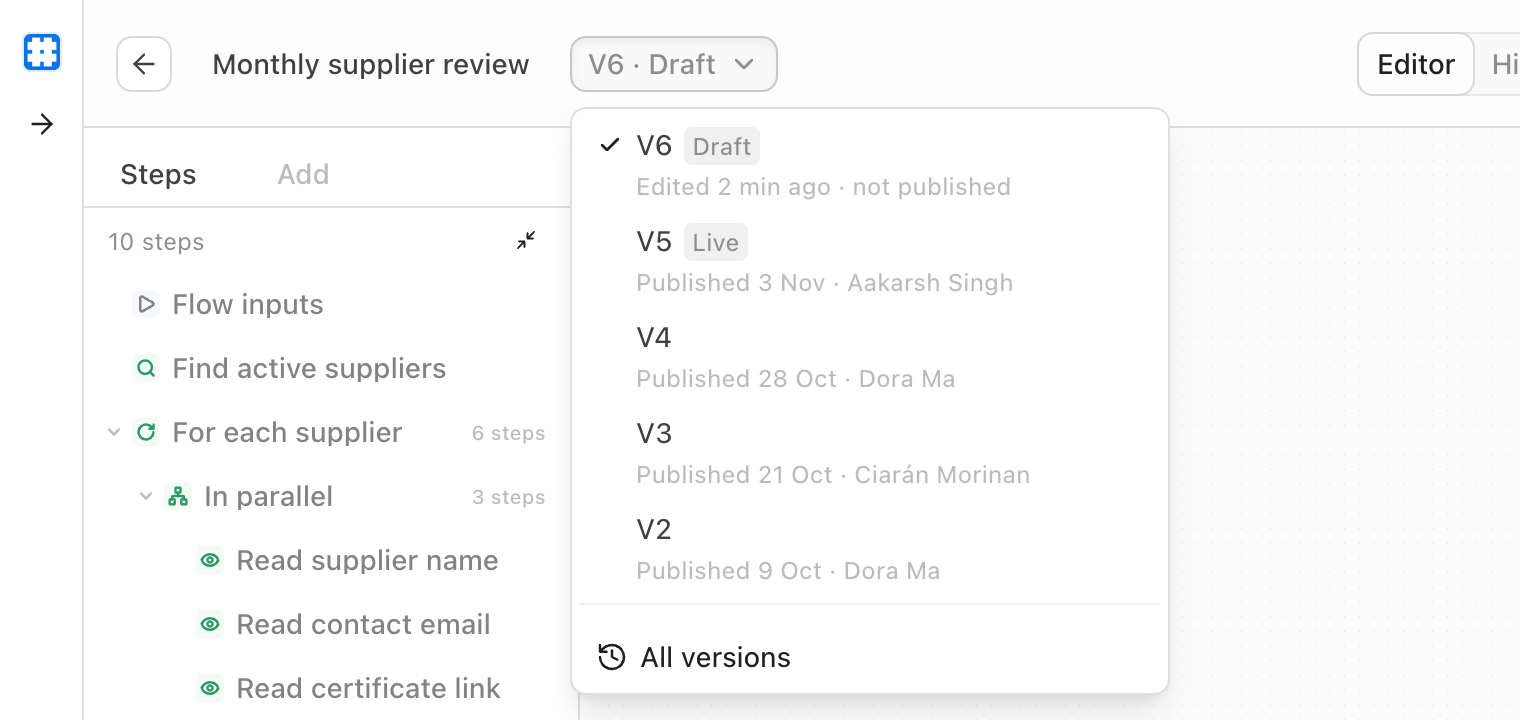 Monthly supplier review
V6 · Draft
Editor
Hi
Steps
Add
10 steps
Flow inputs
Find active suppliers
For each supplier
6 steps
In parallel
3 steps
Read supplier name
Read contact email
Read certificate link
V6 Draft
Edited 2 min ago · not published
V5 Live
Published 3 Nov · Aakarsh Singh
V4
Published 28 Oct · Dora Ma
V3
Published 21 Oct · Ciarán Morinan
V2
Published 9 Oct · Dora Ma
All versions